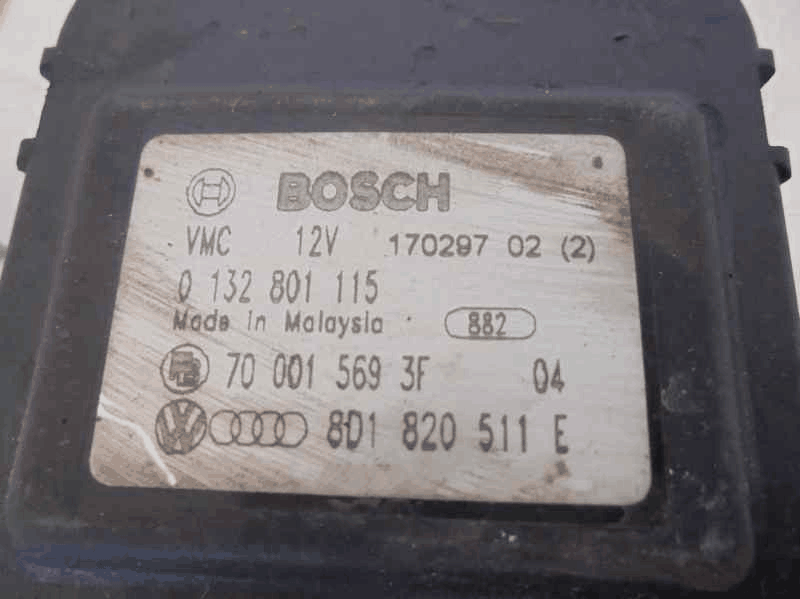 BOSCH
VMC 12V 170297 02 (2)
0 132 801 115
Made in Malaysia 882
70 001 569 3F 04
VW 8D1 820 511 E